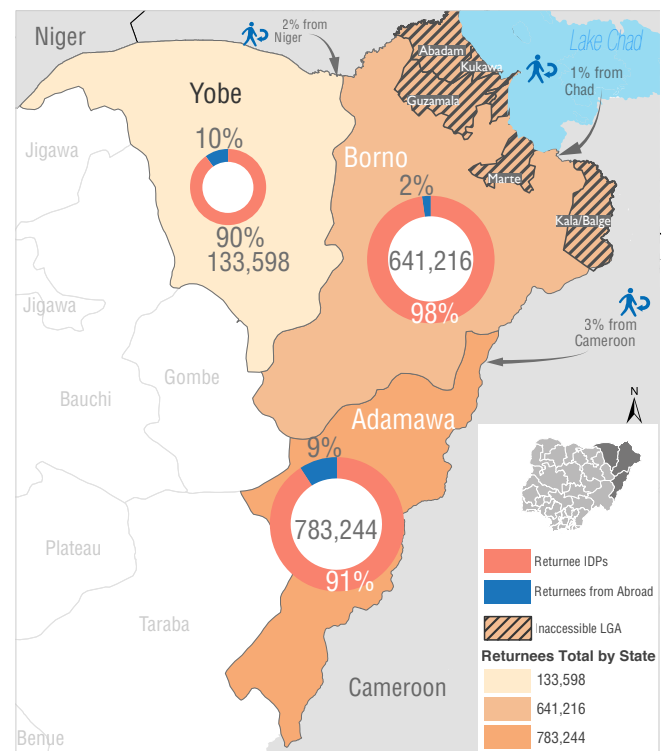 Niger
2% from
Niger
Lake Chad
1% from
Chad
Abadam
Kukawa
Guzamala
Yobe
Jigawa
10%
Borno
Marte
2%
Kala/Balge
90%
133,598
641,216
98%
Jigawa
3% from
Cameroon
Gombe
Bauchi
N
Adamawa
9%
783,244
91%
Plateau
Taraba
Cameroon
Benue
Returnee IDPs
Returnees from Abroad
Inaccessible LGA
Returnees Total by State
133,598
641,216
783,244